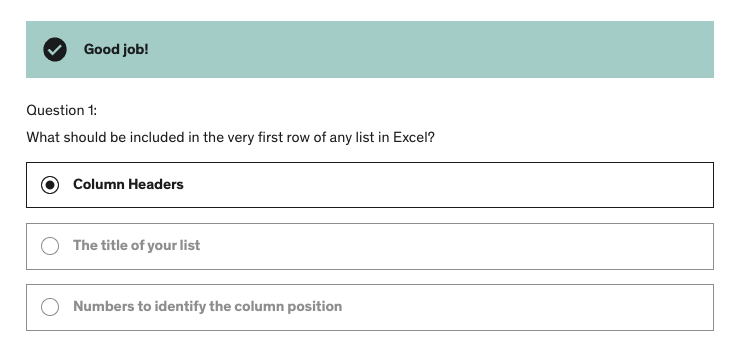 Good job!
Question 1:
What should be included in the very first row of any list in Excel?
Column Headers
The title of your list
Numbers to identify the column position